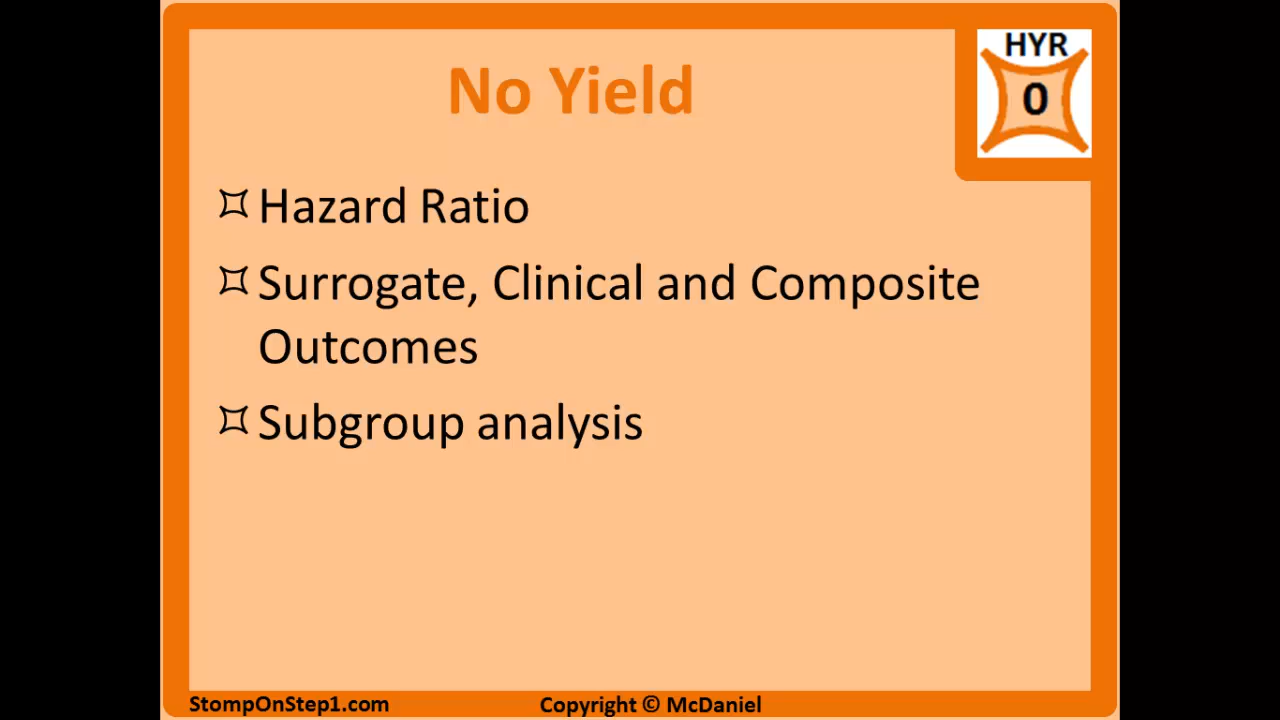 HYR
0
No Yield
Hazard Ratio
Surrogate, Clinical and Composite
Outcomes
Subgroup analysis
StompOnStep1.com
Copyright © McDaniel